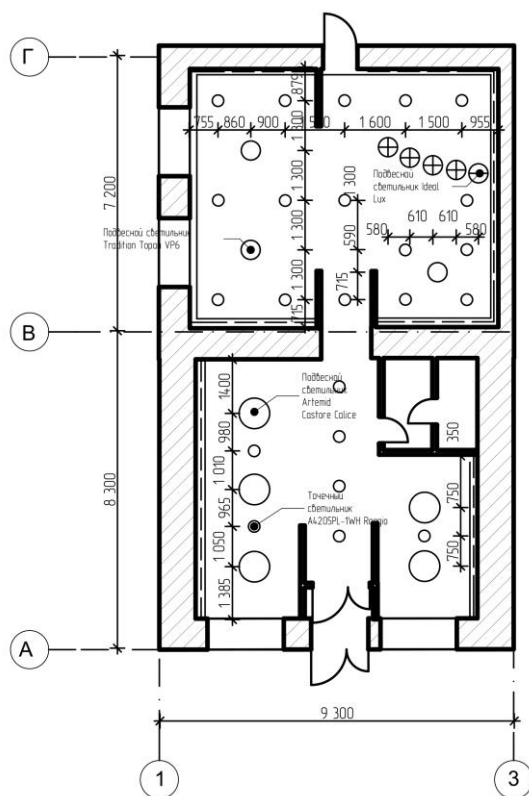 Г
879
755 860 900 1 500 1 600 1 500 955
1 300
Подвесной
светильник Ideal
Lux
1 300
1 300
7 200
Подвесной светильник
Tradition Topan VP6
580 610 610 580
590
1 300
715
715
В
1400
Подвесной
светильник
Artemid
Castore Calice
980
350
1 010
Точечный
светильник
A4205PL-1WH
965
750
8 300
1 050
750
1 385
А
9 300
1
3